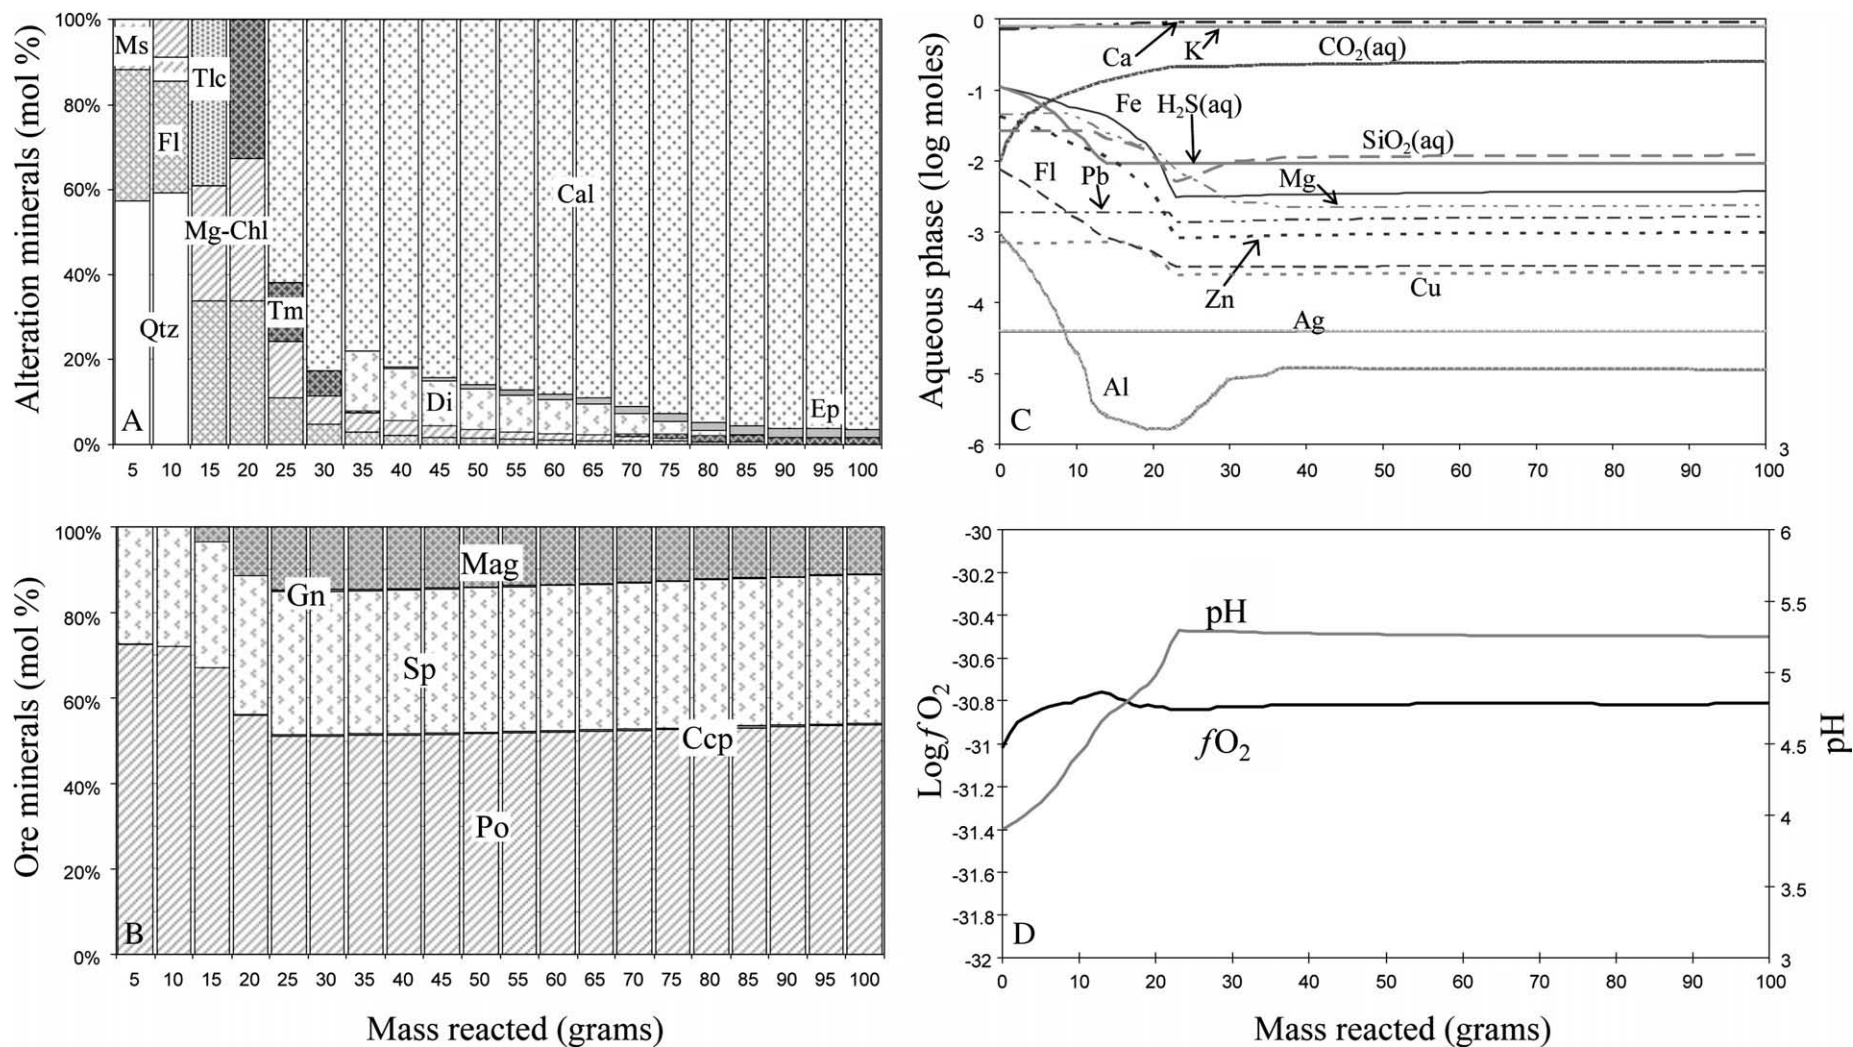 Alteration minerals (mol %)
100%
80%
60%
40%
20%
0%
Ms
Tlc
Fl
Mg-Chl
Cal
Qtz
Tm
Di
Ep
A
5 10 15 20 25 30 35 40 45 50 55 60 65 70 75 80 85 90 95 100
Aqueous phase (log moles)
0
-1
-2
-3
-4
-5
-6
Ca
K
CO2(aq)
Fe
H2S(aq)
SiO2(aq)
Fl
Pb
Mg
Zn
Cu
Ag
Al
C
3
0 10 20 30 40 50 60 70 80 90 100
Ore minerals (mol %)
100%
80%
60%
40%
20%
0%
Mag
Gn
Sp
Ccp
Po
B
5 10 15 20 25 30 35 40 45 50 55 60 65 70 75 80 85 90 95 100
Mass reacted (grams)
Log fO2
-30
-30.2
-30.4
-30.6
-30.8
-31
-31.2
-31.4
-31.6
-31.8
-32
pH
fO2
D
6
5.5
5
4.5
4
3.5
3
pH
0 10 20 30 40 50 60 70 80 90 100
Mass reacted (grams)